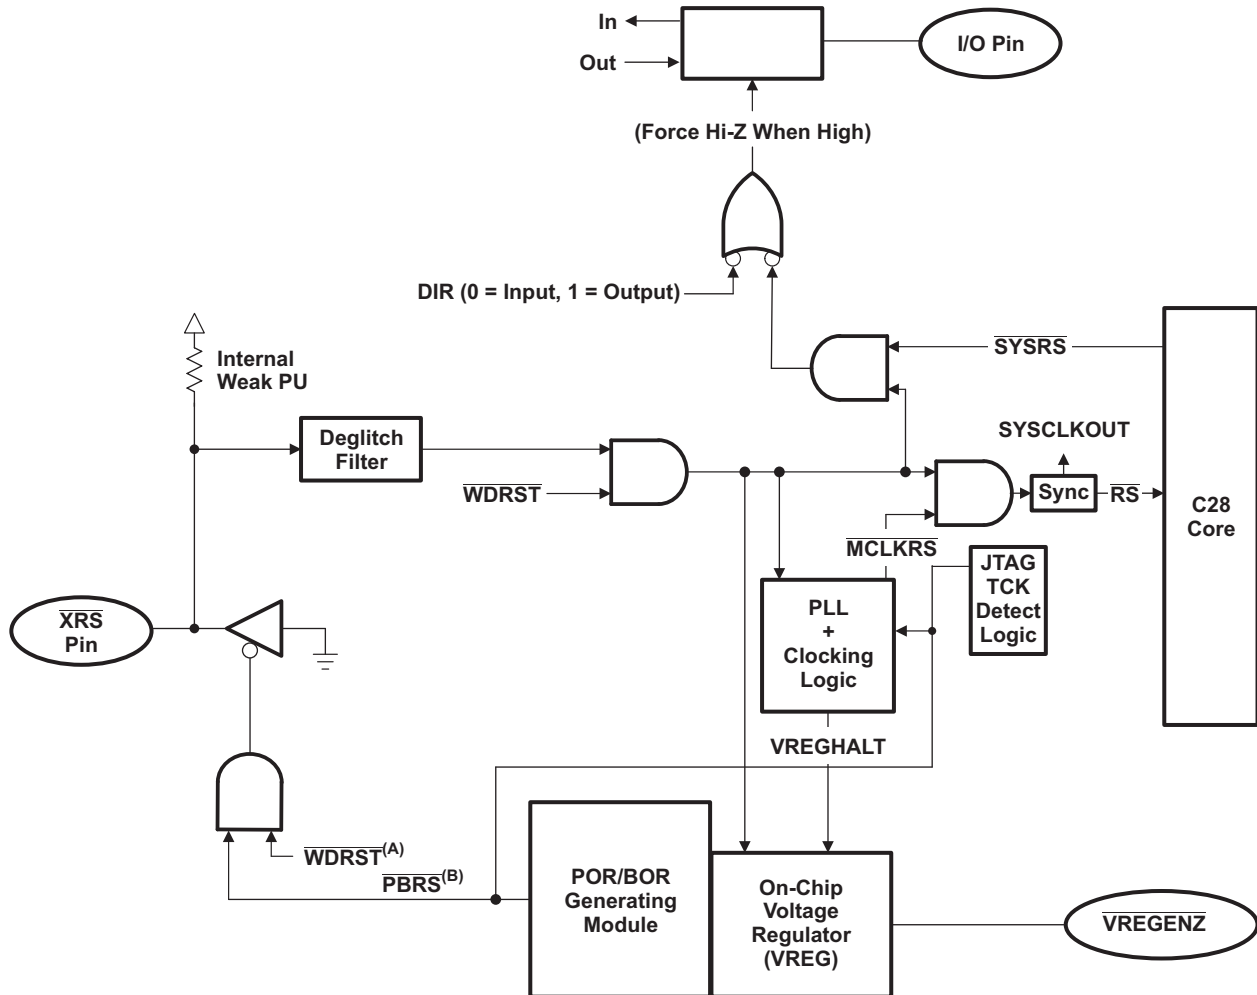 In
Out
I/O Pin
(Force Hi-Z When High)
DIR (0 = Input, 1 = Output)
Internal
Weak PU
SYSRS
Deglitch
Filter
SYSCLKOUT
WDRST
Sync
RS
C28
Core
MCLKRS
JTAG
TCK
Detect
Logic
XRS
Pin
PLL
+
Clocking
Logic
VREGHALT
WDRST(A)
PBRS(B)
POR/BOR
Generating
Module
On-Chip
Voltage
Regulator
(VREG)
VREGENZ